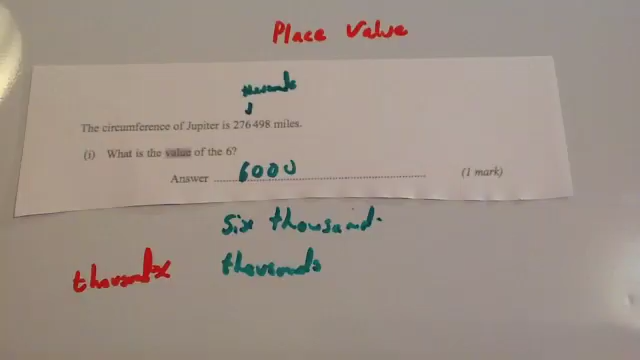 Place Value
thousands
The circumference of Jupiter is 276 498 miles.
(i) What is the value of the 6?
Answer 6000 (1 mark)
six thousand.
thousands